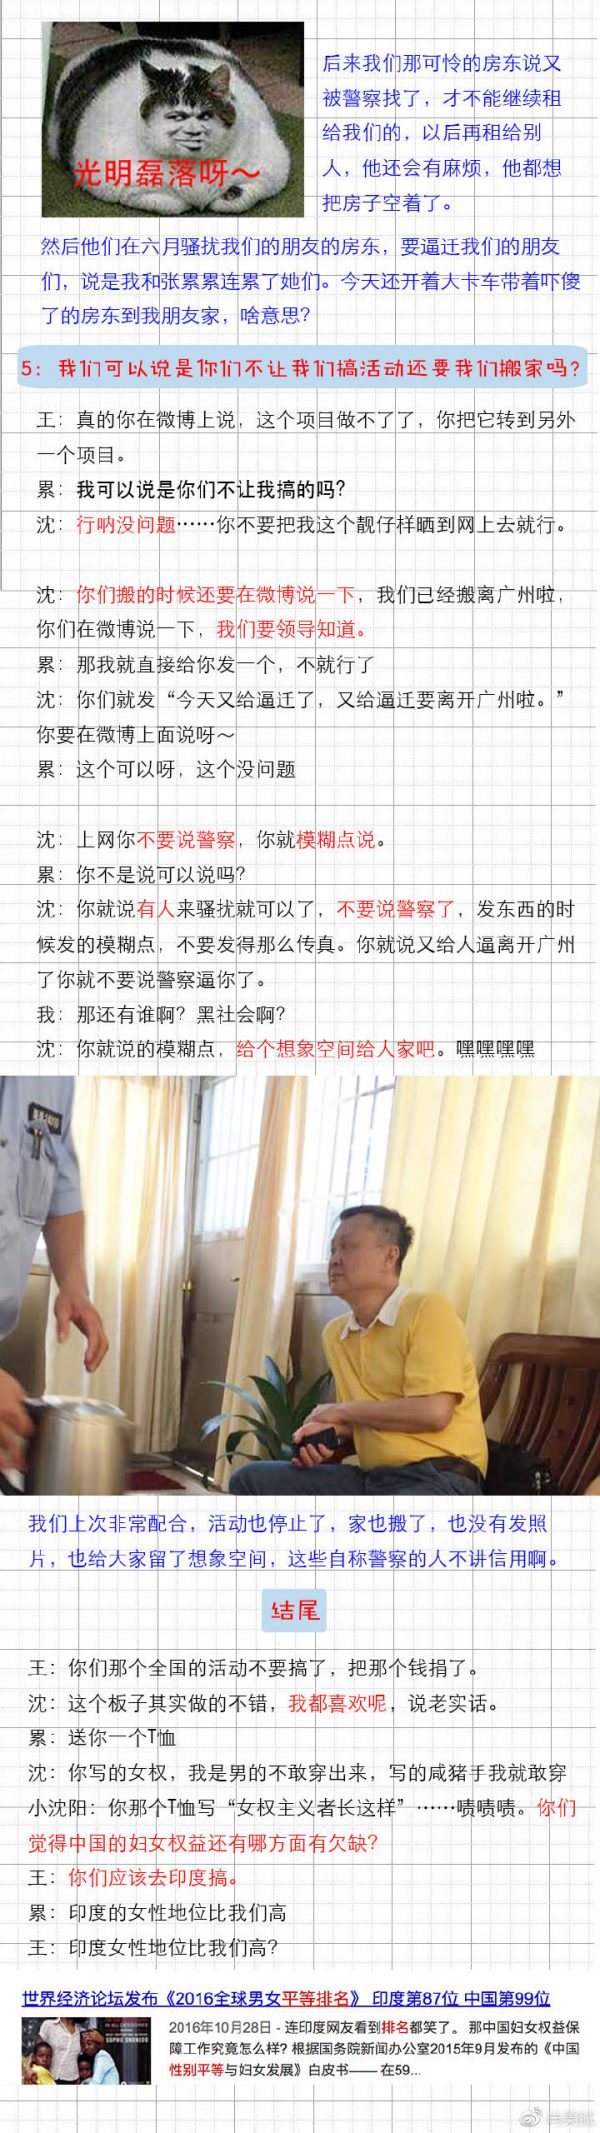 光明磊落呀～
后来我们那可怜的房东说又
被警察找了，才不能继续租
给我们的，以后再租给别
人，他还会有麻烦，他都想
把房子空着了。
然后他们在六月骚扰我们的朋友的房东，要逼迁我们的朋友
们，说是我和张累累连累了她们。今天还开着大卡车带着吓傻
了的房东到我朋友家，啥意思？
5：我们可以说是你们不让我们搞活动还要我们搬家吗？
王：真的你在微博上说，这个项目做不了了，你把它转到另外
一个项目。
累：我可以说是你们不让我搞的吗？
沈：行呐没问题……你不要把我这个靓仔样晒到网上去就行。
沈：你们搬的时候还要在微博说一下，我们已经搬离广州啦，
你们在微博说一下，我们要领导知道。
累：那我就直接给你发一个，不就行了
沈：你们就发“今天又给逼迁了，又给逼迁要离开广州啦。”
你要在微博上面说呀～
累：这个可以呀，这个没问题
沈：上网你不要说警察，你就模糊点说。
累：你不是说可以说吗？
沈：你就说有人来骚扰就可以了，不要说警察了，发东西的时
候发的模糊点，不要发得那么传真。你就说又给人逼离开广州
了你就不要说警察逼你了。
我：那还有谁啊？黑社会啊？
沈：你就说的模糊点，给个想象空间给人家吧。嘿嘿嘿嘿
我们上次非常配合，活动也停止了，家也搬了，也没有发照
片，也给大家留了想象空间，这些自称警察的人不讲信用啊。
结尾
王：你们那个全国的活动不要搞了，把那个钱捐了。
沈：这个板子其实做的不错，我都喜欢呢，说老实话。
累：送你一个T恤
沈：你写的女权，我是男的不敢穿出来，写的咸猪手我就敢穿
小沈阳：你那个T恤写“女权主义者长这样”……啧啧啧。你们
觉得中国的妇女权益还有哪方面有欠缺？
王：你们应该去印度搞。
累：印度的女性地位比我们高
王：印度女性地位比我们高？
世界经济论坛发布《2016全球男女平等排名》 印度第87位 中国第99位
2016年10月28日 - 连印度网友看到排名都笑了。 那中国妇女权益保
障工作究竟怎么样？根据国务院新闻办公室2015年9月发布的《中国
性别平等与妇女发展》白皮书—— 在59...